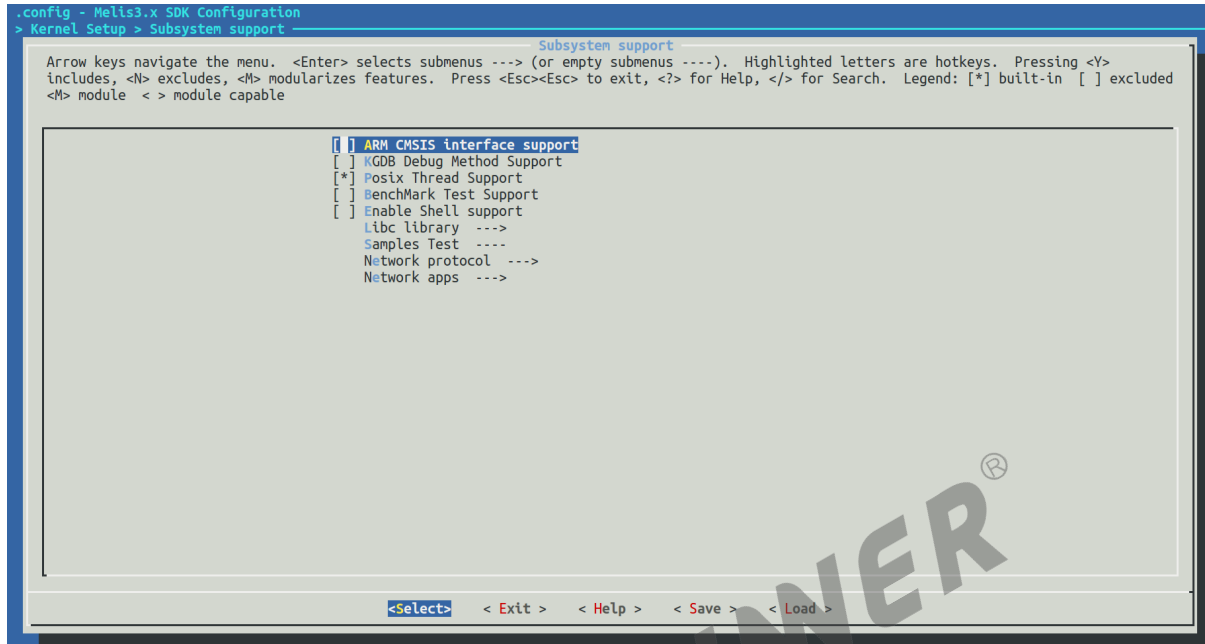 .config - Melis3.x SDK Configuration
> Kernel Setup > Subsystem support
Subsystem support
Arrow keys navigate the menu.  <Enter> selects submenus ---> (or empty submenus ----).  Highlighted letters are hotkeys.  Pressing <Y>
includes, <N> excludes, <M> modularizes features.  Press <Esc><Esc> to exit, <?> for Help, </> for Search.  Legend: [*] built-in  [ ] excluded
<M> module  < > module capable
[ ] ARM CMSIS interface support
[ ] KGDB Debug Method Support
[*] Posix Thread Support
[ ] BenchMark Test Support
[ ] Enable Shell support
Libc library  --->
Samples Test  ----
Network protocol  --->
Network apps  --->
<Select>    < Exit >    < Help >    < Save >    < Load >
NER®